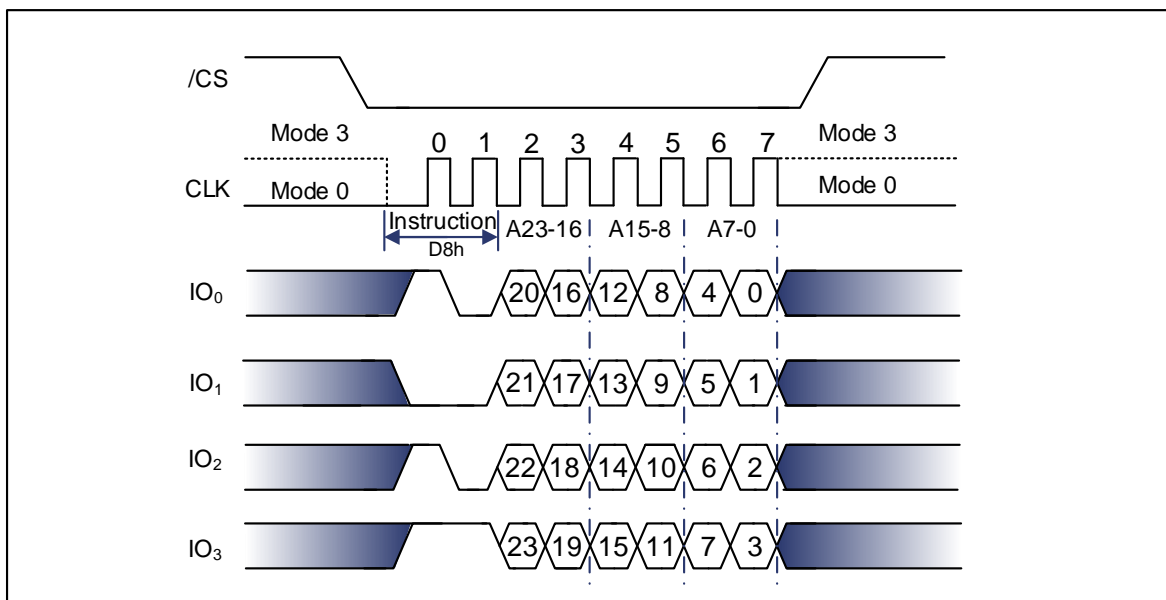 /CS
Mode 3 Mode 3
0 1 2 3 4 5 6 7
CLK Mode 0 Mode 0
Instruction A23-16 A15-8 A7-0
D8h
IO₀ 20 16 12 8 4 0
IO₁ 21 17 13 9 5 1
IO₂ 22 18 14 10 6 2
IO₃ 23 19 15 11 7 3